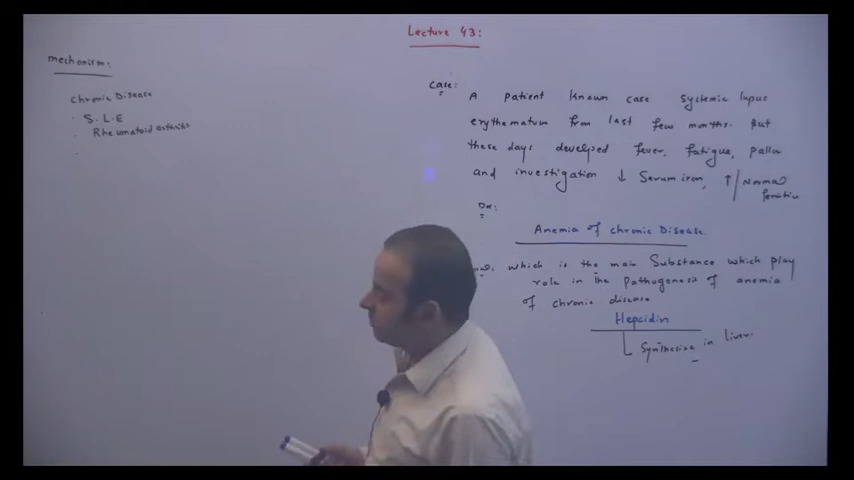 Lecture 43:
mechanism:
chronic Disease
S.L.E
Rheumatoid arthritis
Case:
A patient known case systemic lupus
erythematum from last few months. But
these days develped fever, fatigue, pallor
and investigation ↓ Serum iron, ↑/Normal
ferritin
Dx:
Anemia of chronic Disease
which is the main Substance which play
role in the pathogenesis of anemia
of chronic disease
Hepcidin
Synthesize in liver.